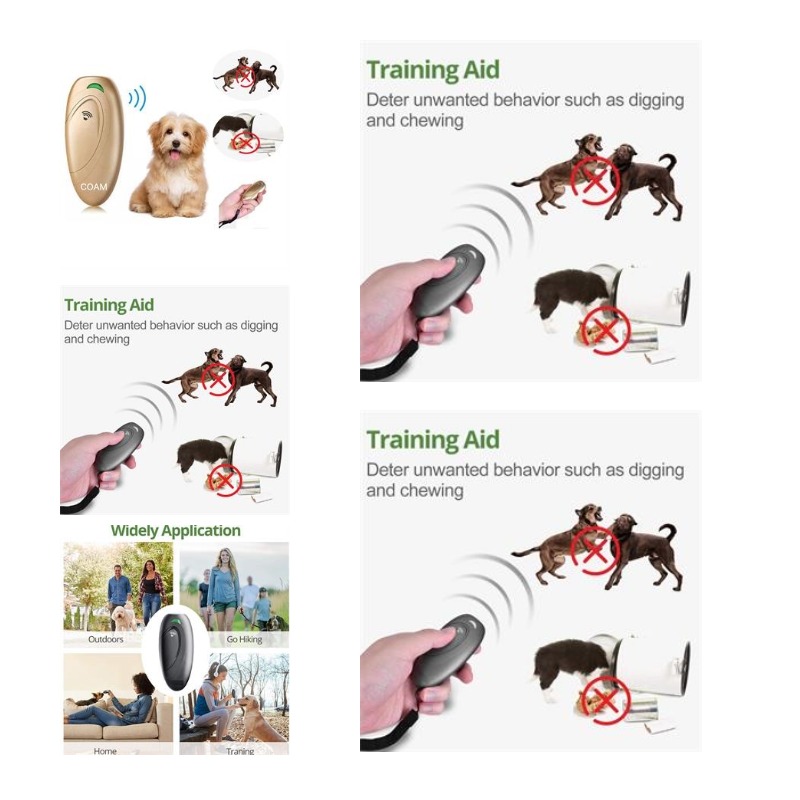 COAM
Training Aid
Deter unwanted behavior such as digging
and chewing
Widely Application
Outdoors
Go Hiking
Home
Traning
Training Aid
Deter unwanted behavior such as digging
and chewing
Training Aid
Deter unwanted behavior such as digging
and chewing